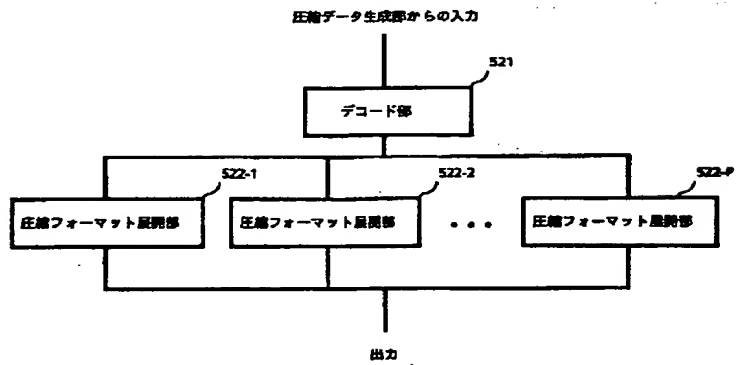 圧縮データ生成部からの入力
521
デコード部
522-1
522-2
522-P
圧縮フォーマット展開部
圧縮フォーマット展開部
• • •
圧縮フォーマット展開部
出力